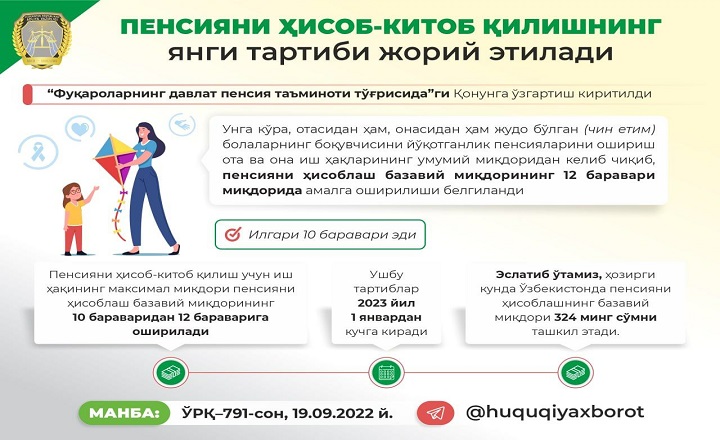 ПЕНСИЯНИ ҲИСОБ-КИТОБ ҚИЛИШНИНГ
ЯНГИ ТАРТИБИ ЖОРИЙ ЭТИЛАДИ
“Фуқароларнинг давлат пенсия таъминоти тўғрисида”ги Қонунга ўзгартиш киритилди
Унга кўра, отасидан ҳам, онасидан ҳам жудо бўлган (чин етим)
болаларнинг боқувчисини йўқотганлик пенсияларини ошириш
ота ва она иш ҳақларининг умумий миқдоридан келиб чиқиб,
пенсияни ҳисоблаш базавий миқдорининг 12 баравари
миқдорида амалга оширилиши белгиланди
Илгари 10 баравари эди
Пенсияни ҳисоб-китоб қилиш учун иш
ҳақининг максимал миқдори пенсияни
ҳисоблаш базавий миқдорининг
10 бараваридан 12 бараварига
оширилади
Ушбу
тартиблар
2023 йил
1 январдан
кучга киради
Эслатиб ўтамиз, ҳозирги
кунда Ўзбекистонда пенсияни
ҳисоблашнинг базавий
миқдори 324 минг сўмни
ташкил этади.
МАНБА: ЎРҚ–791-сон, 19.09.2022 й.
@huquqiyaxborot